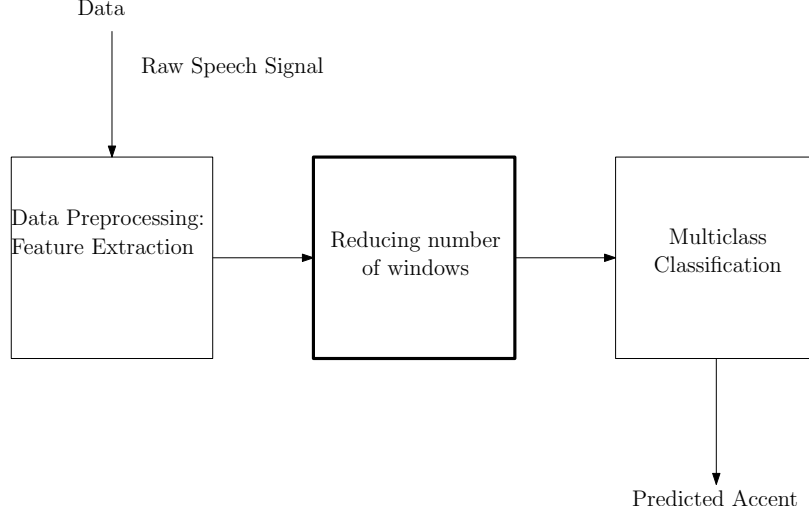 Data
Raw Speech Signal
Data Preprocessing:
Feature Extraction
Reducing number
of windows
Multiclass
Classification
Predicted Accent